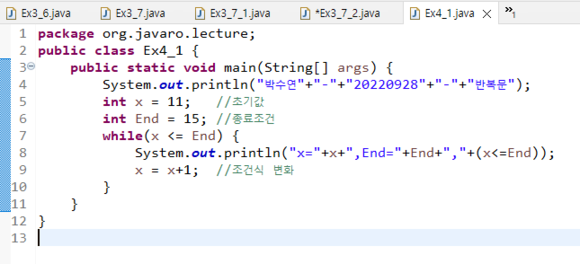 Ex3_6.java Ex3_7.java Ex3_7_1.java *Ex3_7_2.java Ex4_1.java »1
1 package org.javaro.lecture;
2 public class Ex4_1 {
3 public static void main(String[] args) {
4 System.out.println("박수연"+"-"+"20220928"+"-"+"반복문");
5 int x = 11; //초기값
6 int End = 15; //종료조건
7 while(x <= End) {
8 System.out.println("x="+x+",End="+End+","+(x<=End));
9 x = x+1; //조건식 변화
10 }
11 }
12 }
13